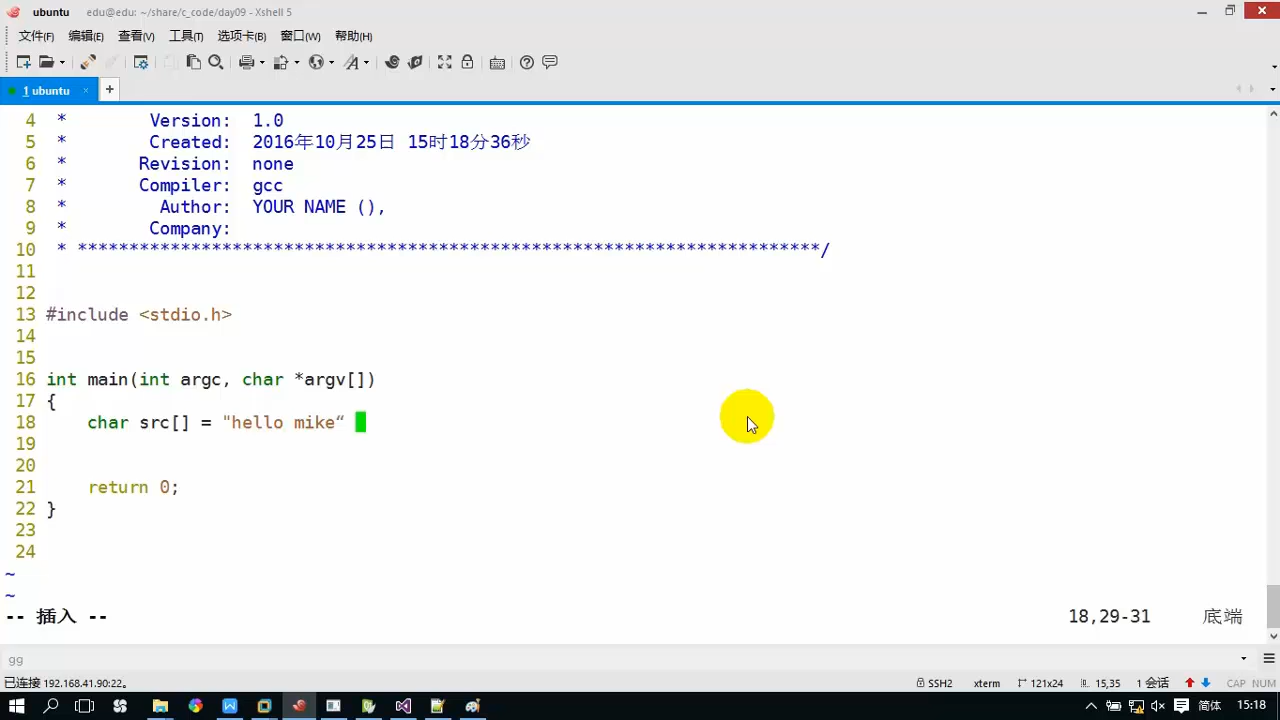 ubuntu edu@edu: ~/share/c_code/day09 - Xshell 5
文件(F) 编辑(E) 查看(V) 工具(T) 选项卡(B) 窗口(W) 帮助(H)
1 ubuntu × +
4 * Version: 1.0
5 * Created: 2016年10月25日 15时18分36秒
6 * Revision: none
7 * Compiler: gcc
8 * Author: YOUR NAME (),
9 * Company:
10 * ************************************************************************/
11
12
13 #include <stdio.h>
14
15
16 int main(int argc, char *argv[])
17 {
18 char src[] = "hello mike“
19
20
21 return 0;
22 }
23
24
~
~
-- 插入 -- 18,29-31 底端
gg
已连接 192.168.41.90:22。 SSH2 xterm 121x24 15,35 1 会话 CAP NUM
简体 15:18